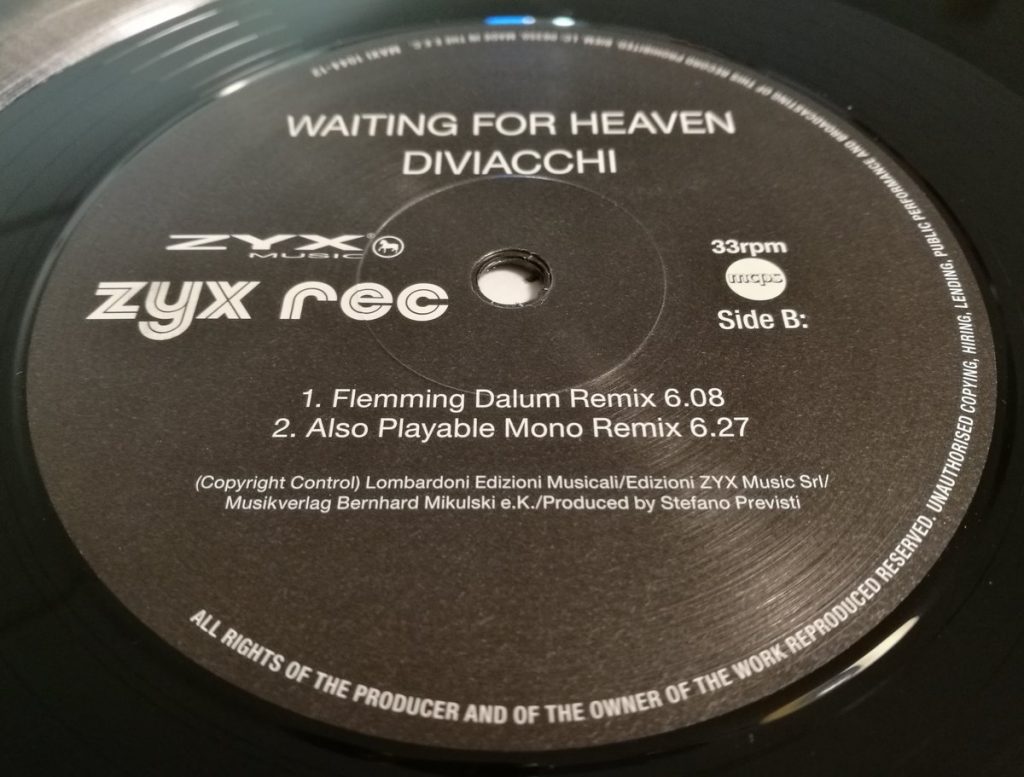 WAITING FOR HEAVEN
DIVIACCHI
ZYX®
MUSIC
zyx rec
33rpm
mcps
Side B:
1. Flemming Dalum Remix 6.08
2. Also Playable Mono Remix 6.27
(Copyright Control) Lombardoni Edizioni Musicali/Edizioni ZYX Music Srl/
Musikverlag Bernhard Mikulski e.K./Produced by Stefano Previsti
ALL RIGHTS OF THE PRODUCER AND OF THE OWNER OF THE WORK REPRODUCED RESERVED. UNAUTHORISED COPYING, HIRING, LENDING, PUBLIC PERFORMANCE AND BROADCASTING OF THIS RECORD PROHIBITED. MADE IN THE E.E.C.